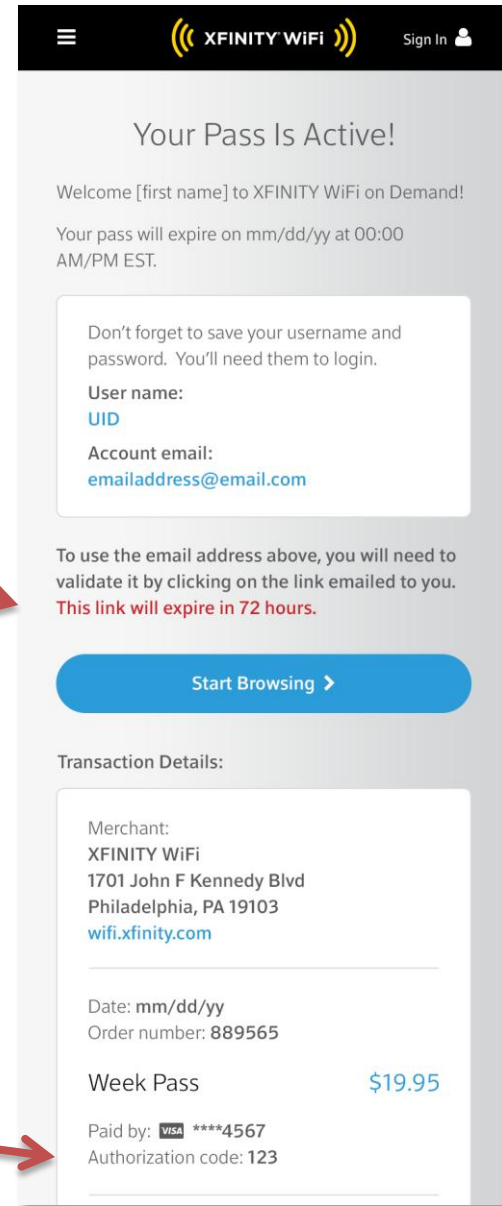 XFINITY WiFi
Sign In
Your Pass Is Active!
Welcome [first name] to XFINITY WiFi on Demand!
Your pass will expire on mm/dd/yy at 00:00
AM/PM EST.
Don't forget to save your username and
password. You'll need them to login.
User name:
UID
Account email:
emailaddress@email.com
To use the email address above, you will need to
validate it by clicking on the link emailed to you.
This link will expire in 72 hours.
Start Browsing
Transaction Details:
Merchant:
XFINITY WiFi
1701 John F Kennedy Blvd
Philadelphia, PA 19103
wifi.xfinity.com
Date: mm/dd/yy
Order number: 889565
Week Pass $19.95
Paid by: VISA ****4567
Authorization code: 123